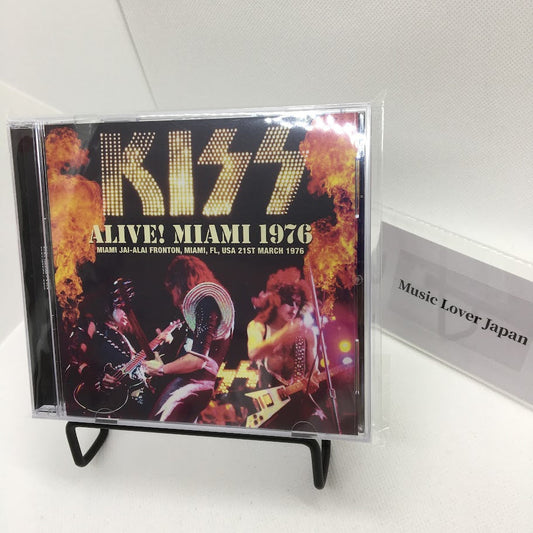 KISS
ALIVE! MIAMI 1976
MIAMI JAI-ALAI FRONTON, MIAMI, FL, USA 21ST MARCH 1976
Music Lover Japan